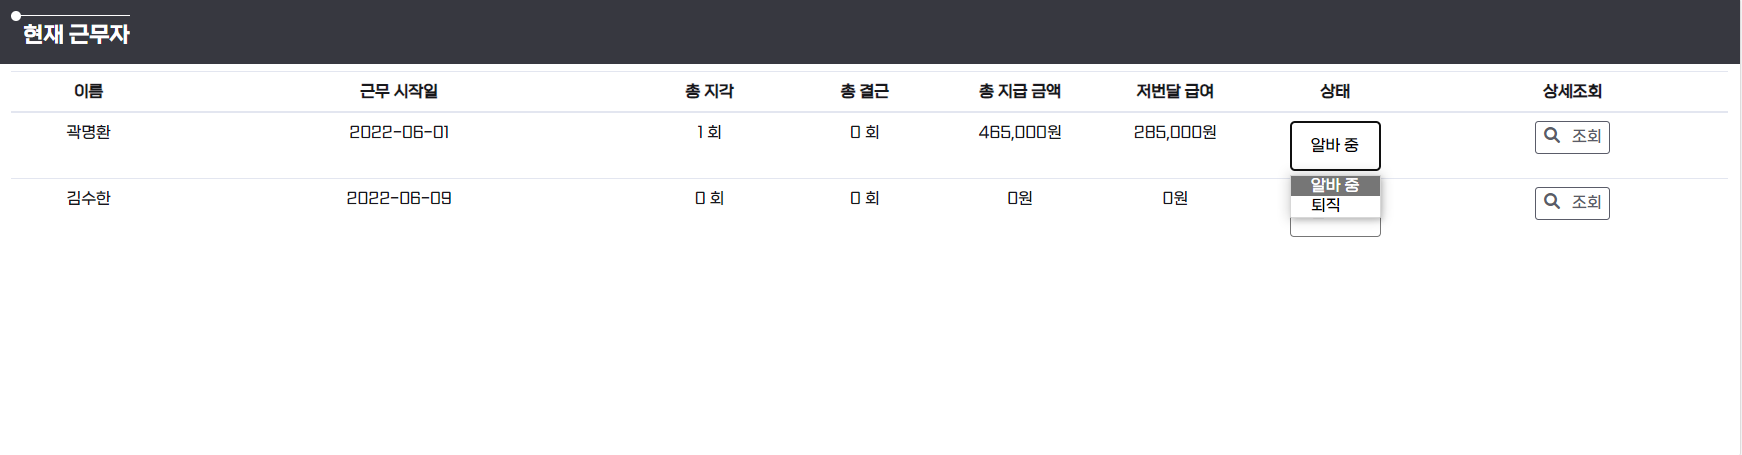 현재 근무자
이름 근무 시작일 총 지각 총 결근 총 지급 금액 저번달 급여 상태 상세조회
곽명환 2022-06-01 1 회 0 회 465,000원 285,000원 알바 중 조회
알바 중
퇴직
김수한 2022-06-09 0 회 0 회 0원 0원 조회